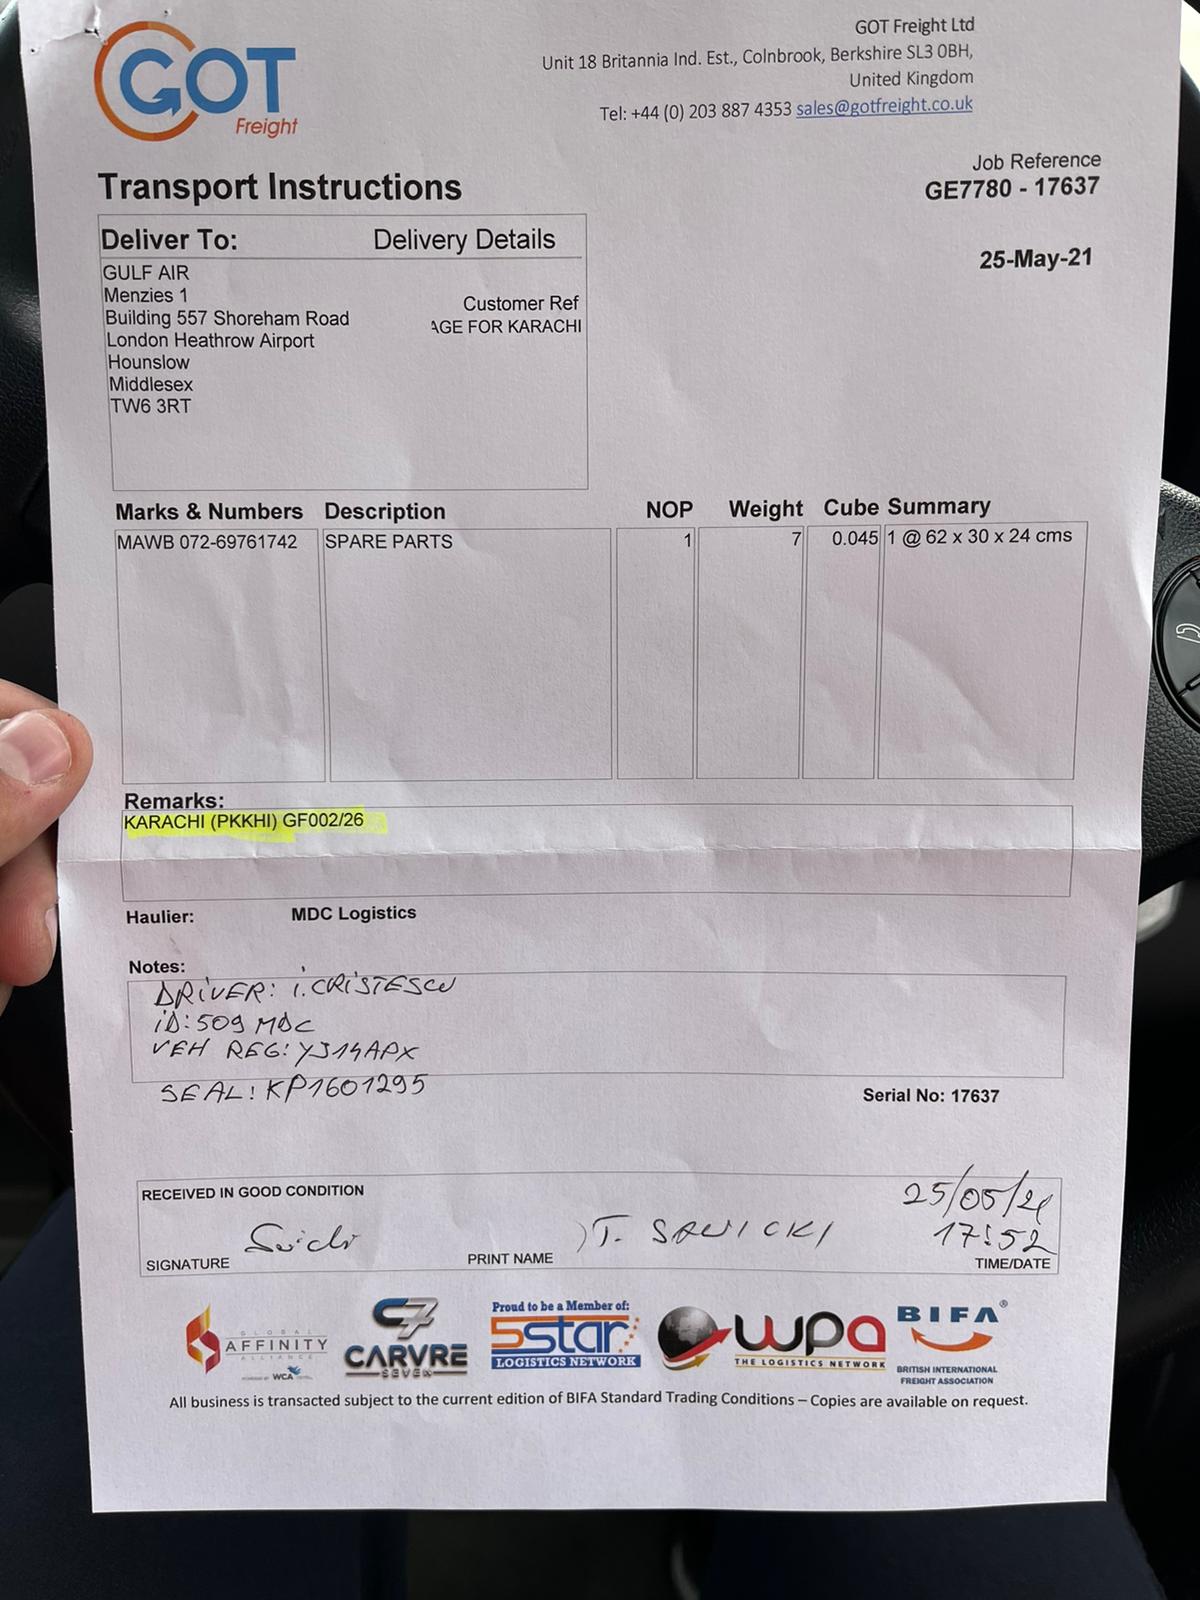 GOT
Freight
GOT Freight Ltd
Unit 18 Britannia Ind. Est., Colnbrook, Berkshire SL3 0BH,
United Kingdom
Tel: +44 (0) 203 887 4353 sales@gotfreight.co.uk
Job Reference
GE7780 - 17637
25-May-21
Transport Instructions
Deliver To: Delivery Details
GULF AIR
Menzies 1
Building 557 Shoreham Road
London Heathrow Airport
Hounslow
Middlesex
TW6 3RT
Customer Ref
AGE FOR KARACHI
Marks & Numbers Description NOP Weight Cube Summary
MAWB 072-69761742 SPARE PARTS 1 7 0.045 1 @ 62 x 30 x 24 cms
Remarks:
KARACHI (PKKHI) GF002/26
Haulier: MDC Logistics
Notes:
DRIVER: I.CRISTESCU
ID:509 MDC
VEH REG: YJ14APX
SEAL: KP1601295
Serial No: 17637
RECEIVED IN GOOD CONDITION
25/05/21
17:52
T. SAWICKI
SIGNATURE PRINT NAME TIME/DATE
GLOBAL
AFFINITY
ALLIANCE
POWERED BY WCA
C7
CARVRE
SEVEN
Proud to be a Member of:
5star
LOGISTICS NETWORK
wpa
THE LOGISTICS NETWORK
BIFA®
BRITISH INTERNATIONAL
FREIGHT ASSOCIATION
All business is transacted subject to the current edition of BIFA Standard Trading Conditions – Copies are available on request.